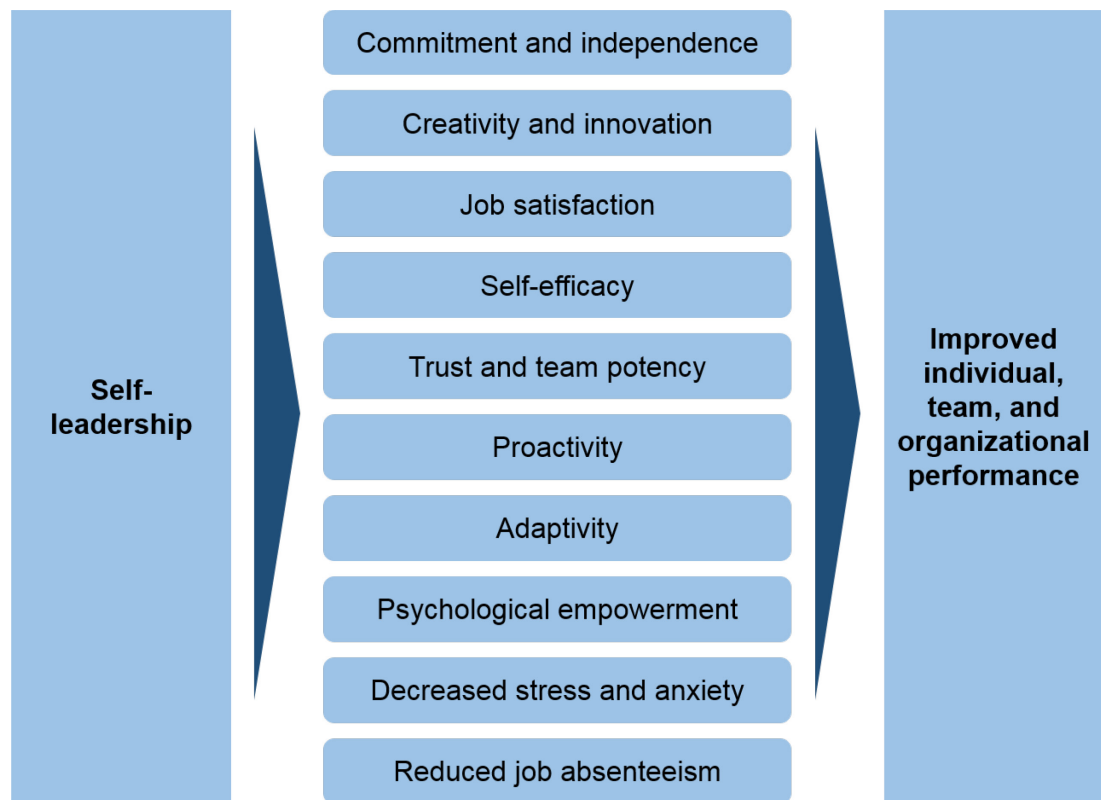 Commitment and independence
Creativity and innovation
Job satisfaction
Self-efficacy
Trust and team potency
Proactivity
Adaptivity
Psychological empowerment
Decreased stress and anxiety
Reduced job absenteeism
Self-
leadership
Improved
individual,
team, and
organizational
performance